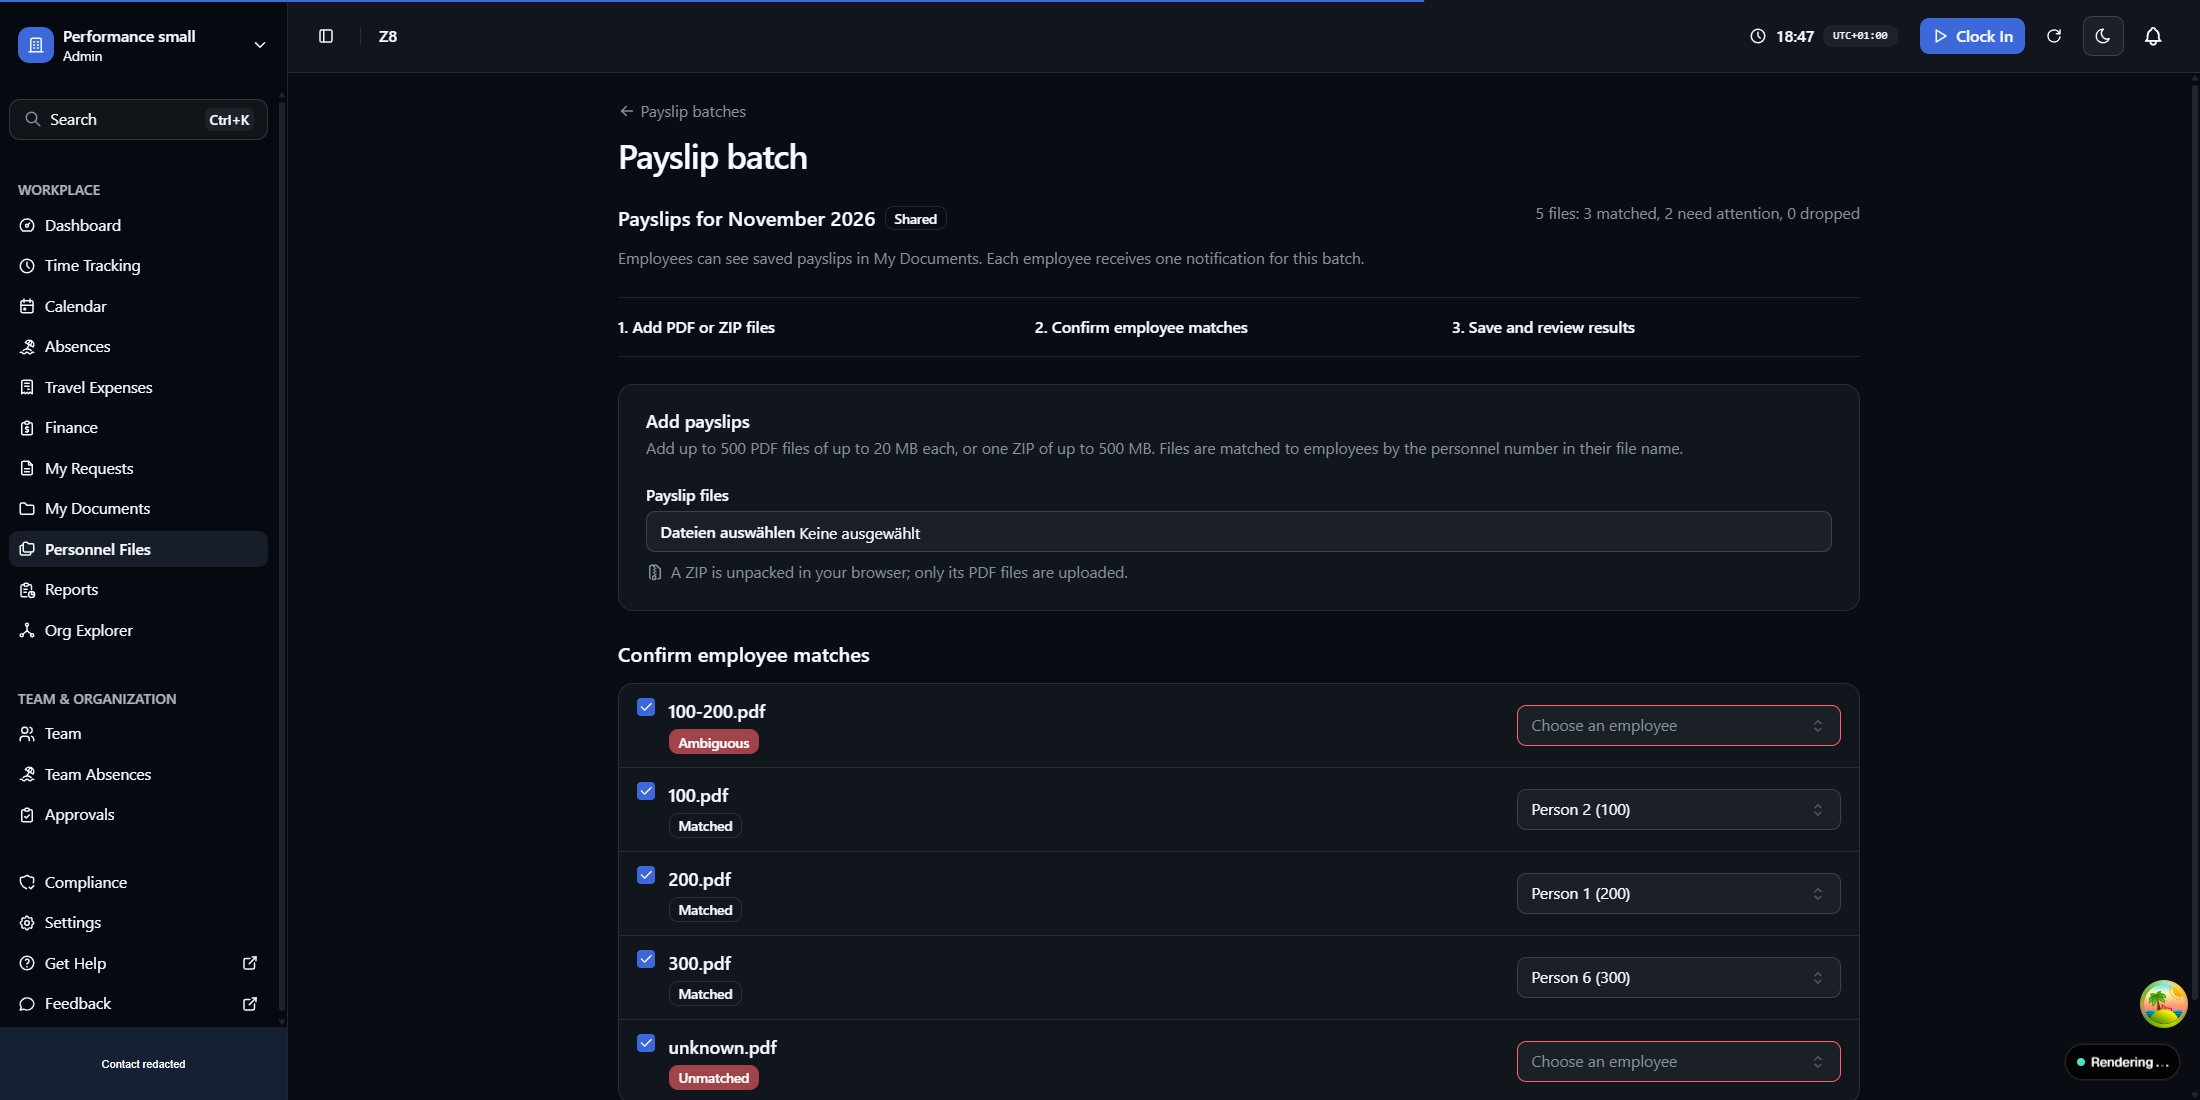 Performance small
Admin
Search
Ctrl+K
WORKPLACE
Dashboard
Time Tracking
Calendar
Absences
Travel Expenses
Finance
My Requests
My Documents
Personnel Files
Reports
Org Explorer
TEAM & ORGANIZATION
Team
Team Absences
Approvals
Compliance
Settings
Get Help
Feedback
Contact redacted
Z8
18:47
UTC+01:00
Clock In
Payslip batches
Payslip batch
Payslips for November 2026
Shared
5 files: 3 matched, 2 need attention, 0 dropped
Employees can see saved payslips in My Documents. Each employee receives one notification for this batch.
1. Add PDF or ZIP files
2. Confirm employee matches
3. Save and review results
Add payslips
Add up to 500 PDF files of up to 20 MB each, or one ZIP of up to 500 MB. Files are matched to employees by the personnel number in their file name.
Payslip files
Dateien auswählen Keine ausgewählt
A ZIP is unpacked in your browser; only its PDF files are uploaded.
Confirm employee matches
100-200.pdf
Ambiguous
Choose an employee
100.pdf
Matched
Person 2 (100)
200.pdf
Matched
Person 1 (200)
300.pdf
Matched
Person 6 (300)
unknown.pdf
Unmatched
Choose an employee
Rendering ...